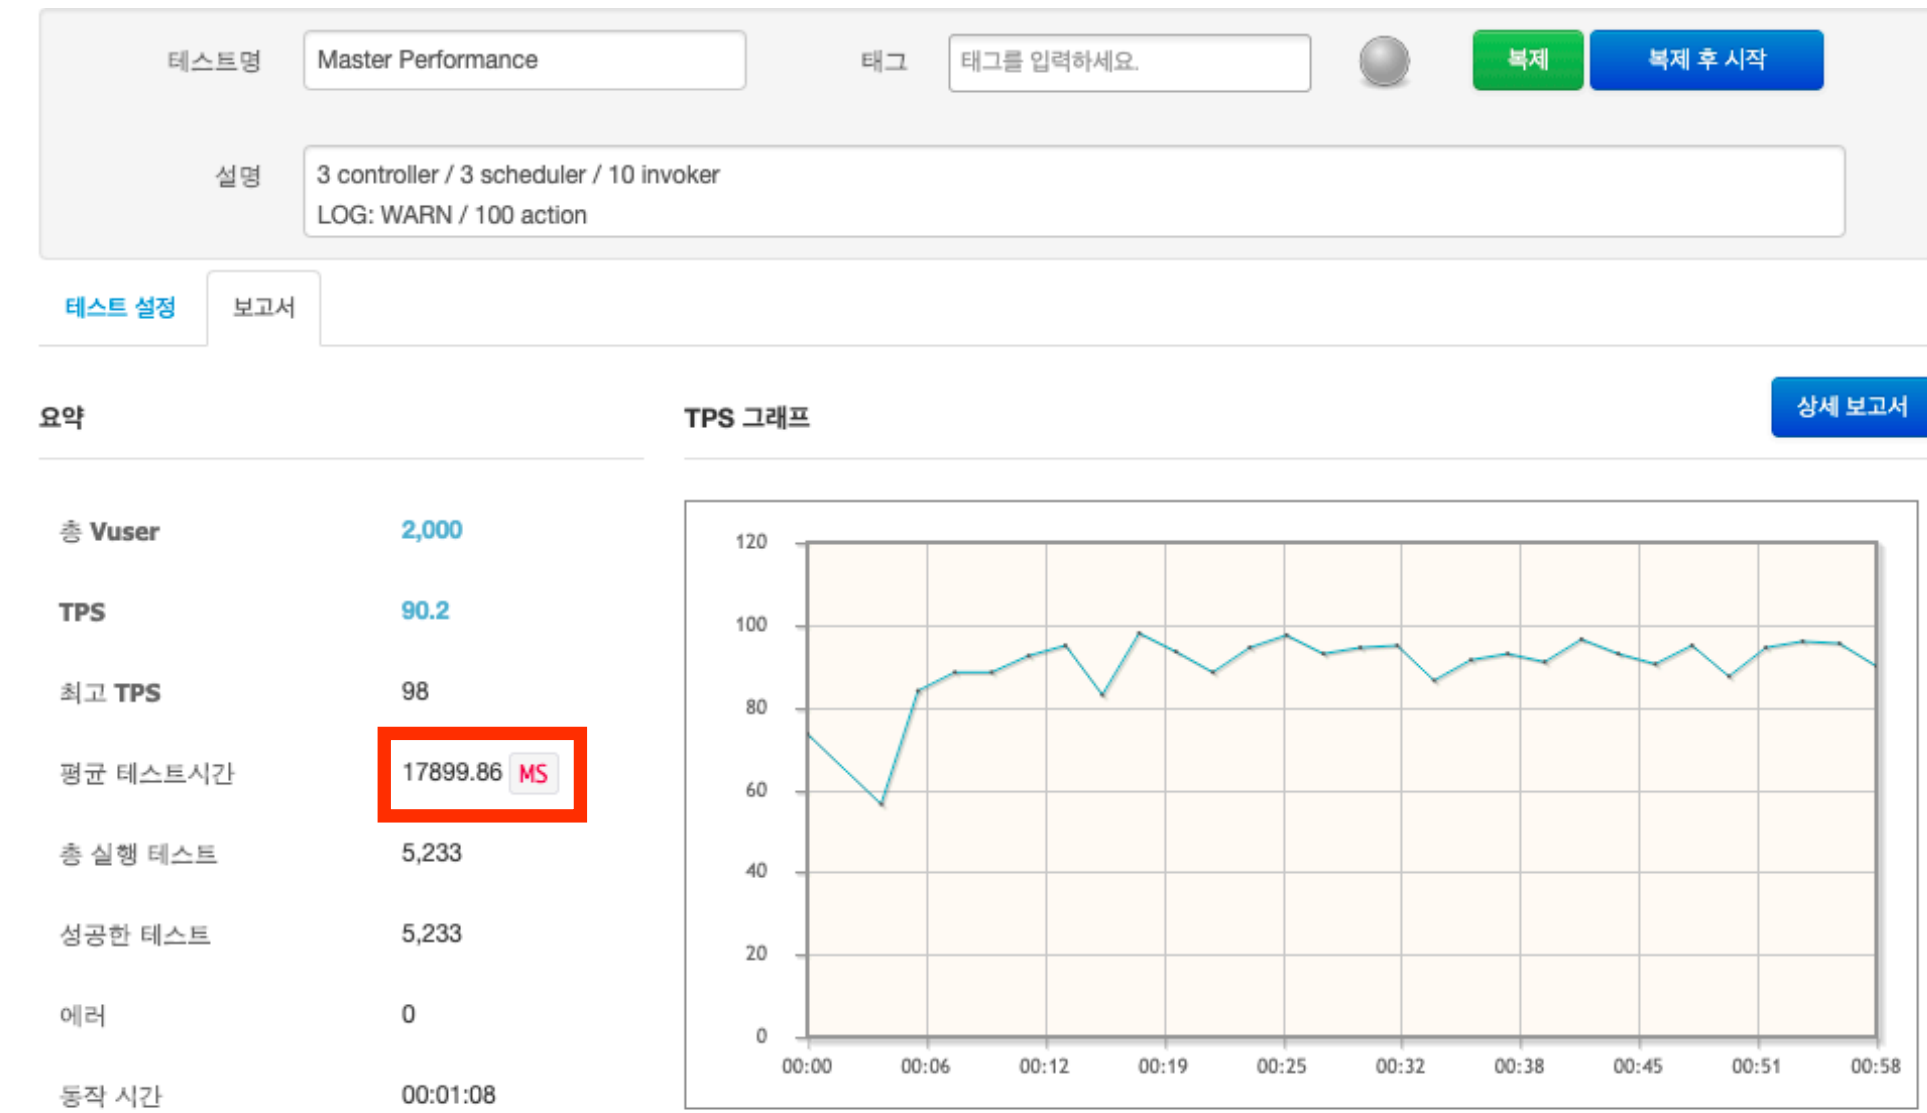 테스트명 Master Performance 태그 태그를 입력하세요. 복제 복제 후 시작
설명 3 controller / 3 scheduler / 10 invoker
LOG: WARN / 100 action
테스트 설정 보고서
요약
총 Vuser 2,000
TPS 90.2
최고 TPS 98
평균 테스트시간 17899.86 MS
총 실행 테스트 5,233
성공한 테스트 5,233
에러 0
동작 시간 00:01:08
TPS 그래프 상세 보고서
120
100
80
60
40
20
0
00:00 00:06 00:12 00:19 00:25 00:32 00:38 00:45 00:51 00:58